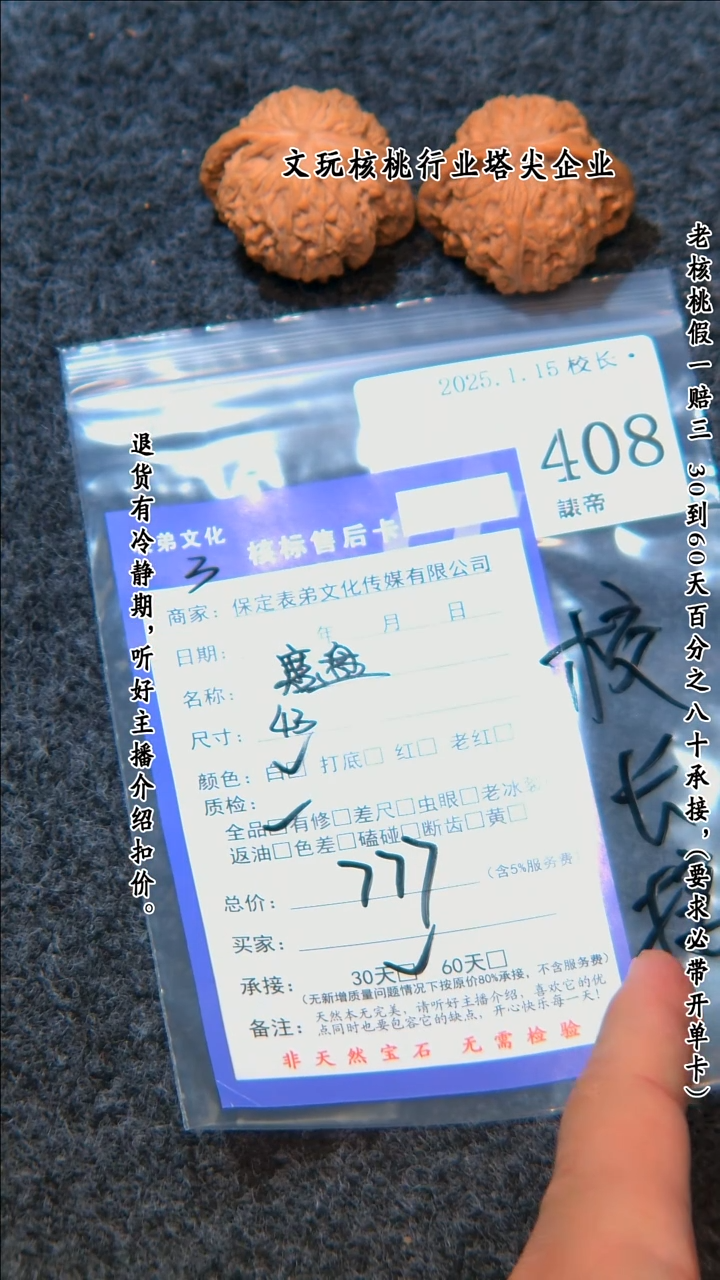 文玩核桃行业塔尖企业
老核桃假一赔三 30到60天百分之八十承接，(要求必带开单卡)
退货有冷静期，听好主播介绍扣价。
2025.1.15 校长·
408
弟文化
核标售后卡
3
商家：保定表弟文化传媒有限公司
日期： 年 月 日
名称： 磨盘
尺寸： 43
颜色：白□ 打底□ 红□ 老红□
质检：
全品□有修□差尺□虫眼□老冰裂
返油□色差□磕碰□断齿□黄□
总价： 777 (含5%服务费)
买家：
承接： 30天□ 60天□
(无新增质量问题情况下按原价80%承接，不含服务费)
备注：天然本无完美，请听好主播介绍，喜欢它的优
点同时也要包容它的缺点，开心快乐每一天！
非天然宝石 无需检验
校长